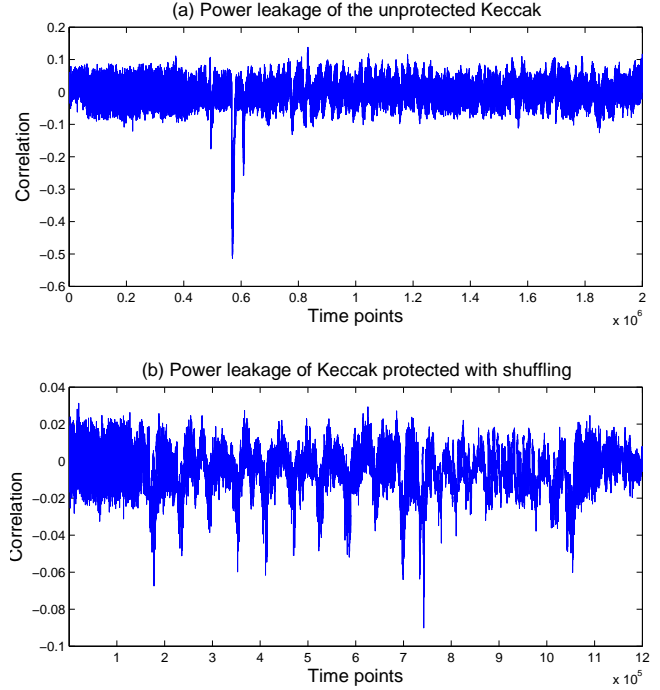 (a) Power leakage of the unprotected Keccak
0.2
0.1
0
−0.1
−0.2
−0.3
−0.4
−0.5
−0.6
Correlation
0 0.2 0.4 0.6 0.8 1 1.2 1.4 1.6 1.8 2
x 10^6
Time points
(b) Power leakage of Keccak protected with shuffling
0.04
0.02
0
−0.02
−0.04
−0.06
−0.08
−0.1
Correlation
1 2 3 4 5 6 7 8 9 10 11 12
x 10^5
Time points